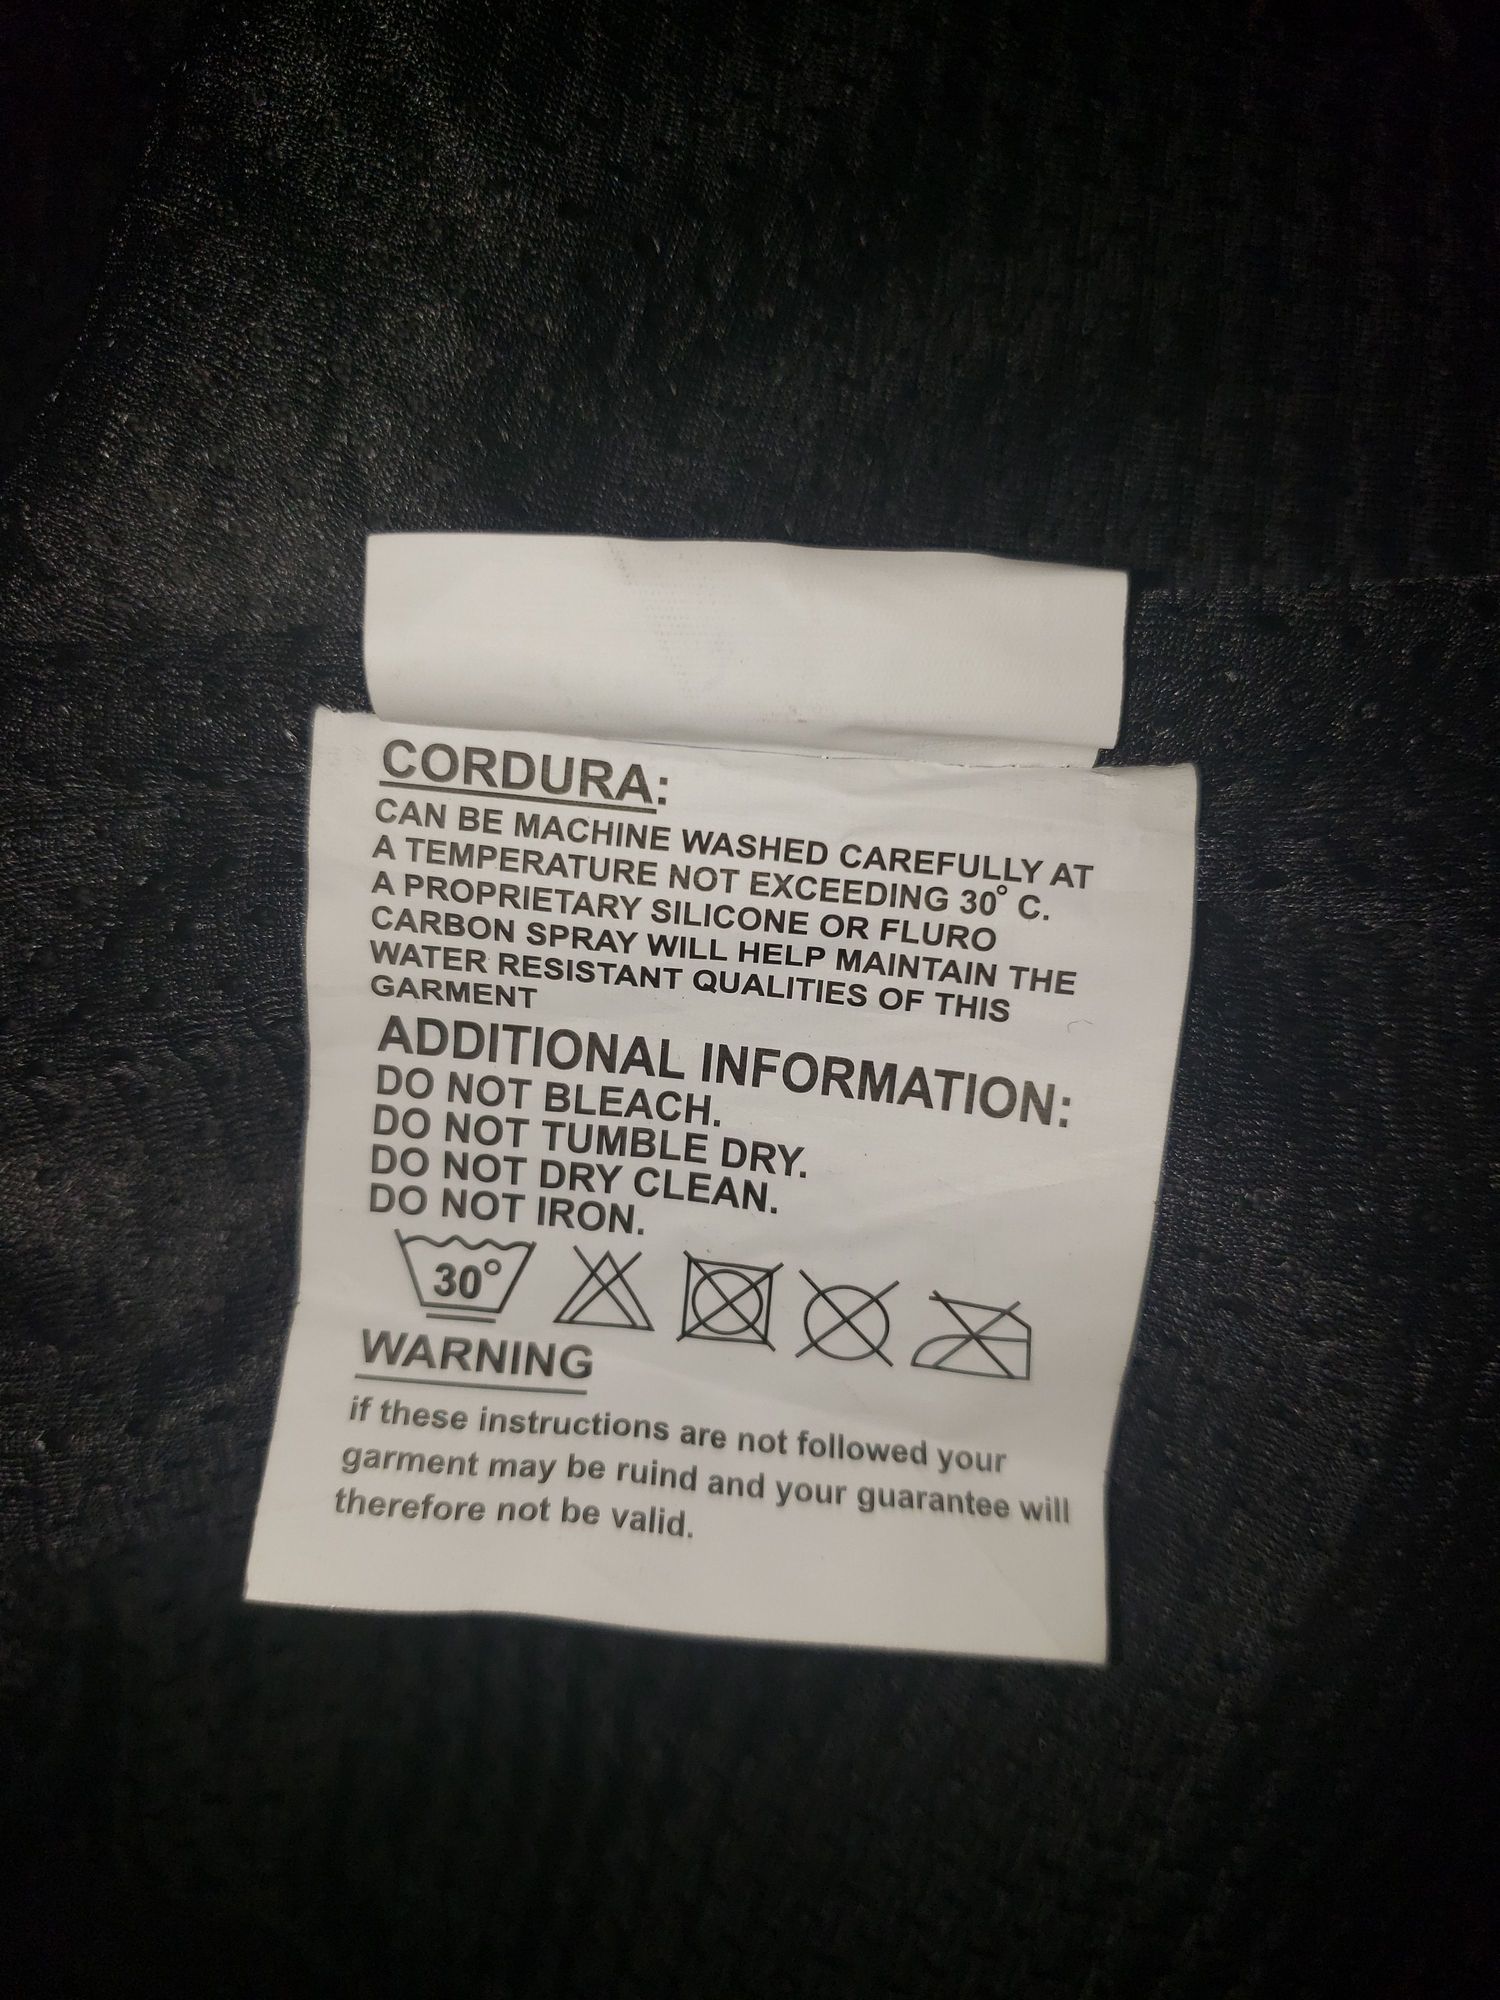 CORDURA:
CAN BE MACHINE WASHED CAREFULLY AT
A TEMPERATURE NOT EXCEEDING 30° C.
A PROPRIETARY SILICONE OR FLURO
CARBON SPRAY WILL HELP MAINTAIN THE
WATER RESISTANT QUALITIES OF THIS
GARMENT
ADDITIONAL INFORMATION:
DO NOT BLEACH.
DO NOT TUMBLE DRY.
DO NOT DRY CLEAN.
DO NOT IRON.
30°
WARNING
if these instructions are not followed your
garment may be ruind and your guarantee will
therefore not be valid.